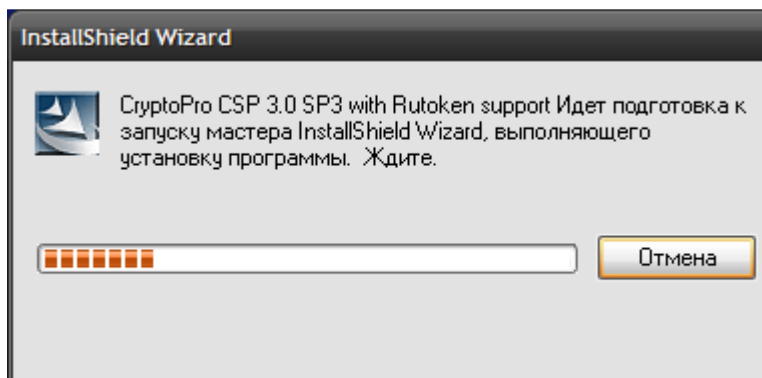 InstallShield Wizard
CryptoPro CSP 3.0 SP3 with Rutoken support Идет подготовка к
запуску мастера InstallShield Wizard, выполняющего
установку программы. Ждите.
Отмена